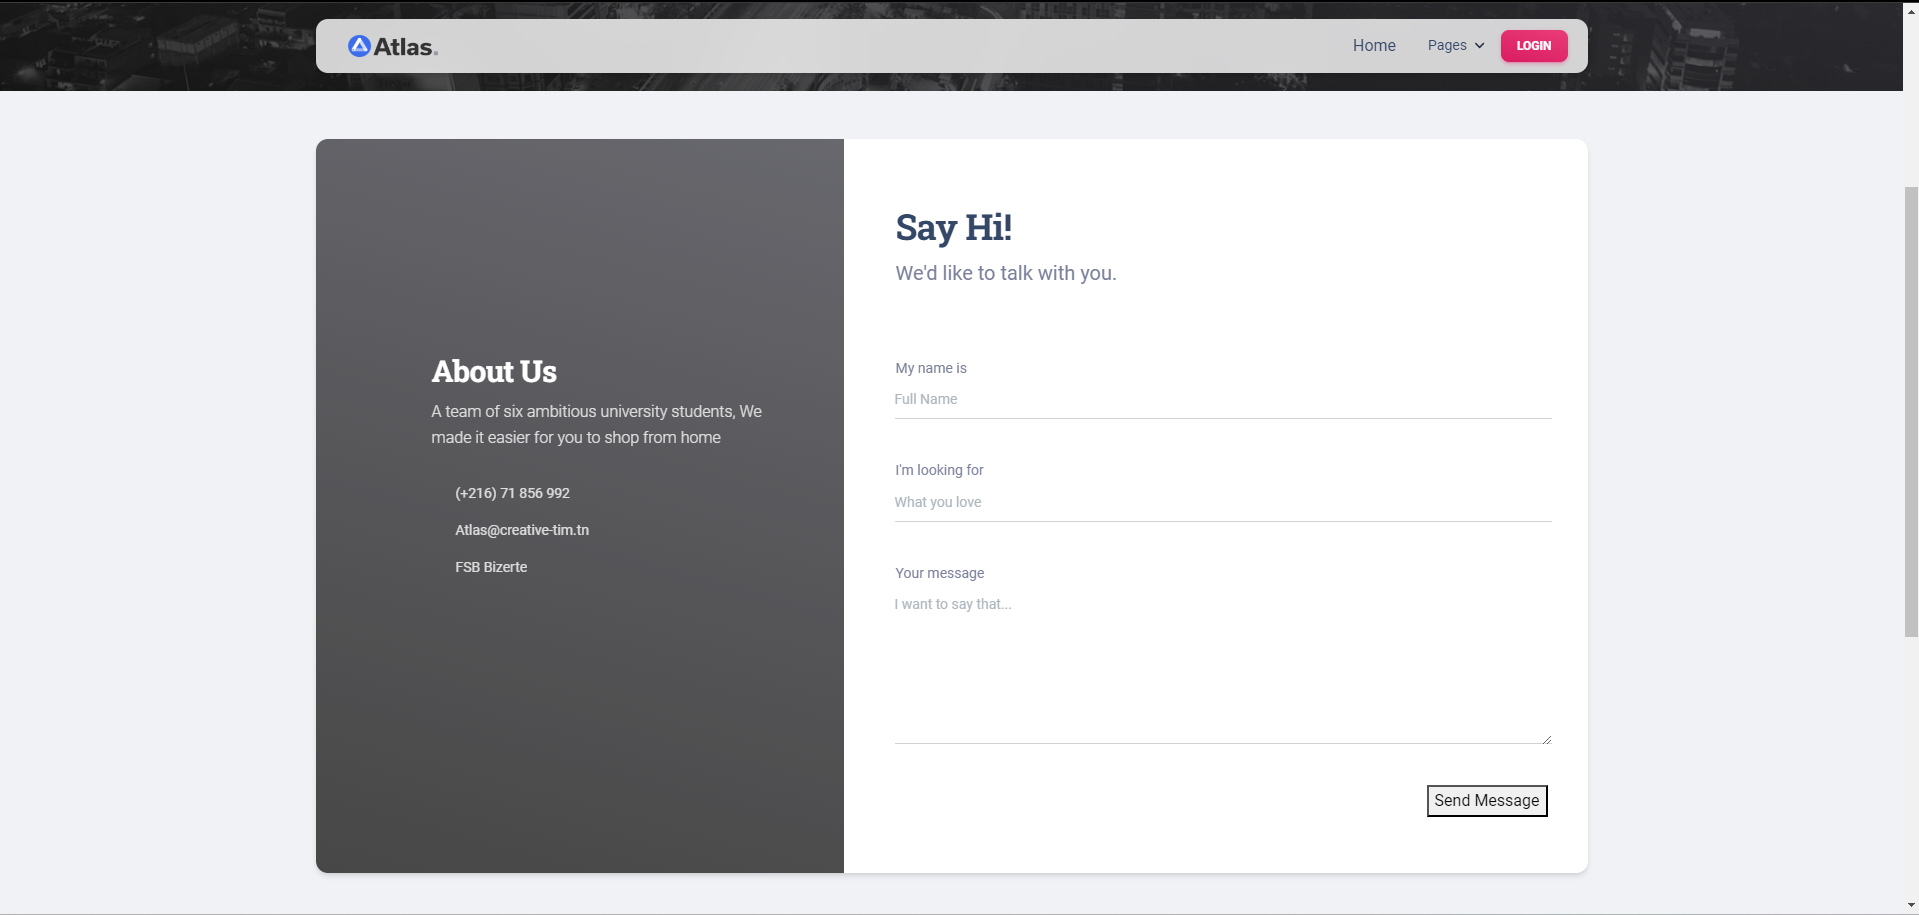 Atlas.
Home
Pages
LOGIN
About Us
A team of six ambitious university students, We
made it easier for you to shop from home
(+216) 71 856 992
Atlas@creative-tim.tn
FSB Bizerte
Say Hi!
We'd like to talk with you.
My name is
Full Name
I'm looking for
What you love
Your message
I want to say that...
Send Message